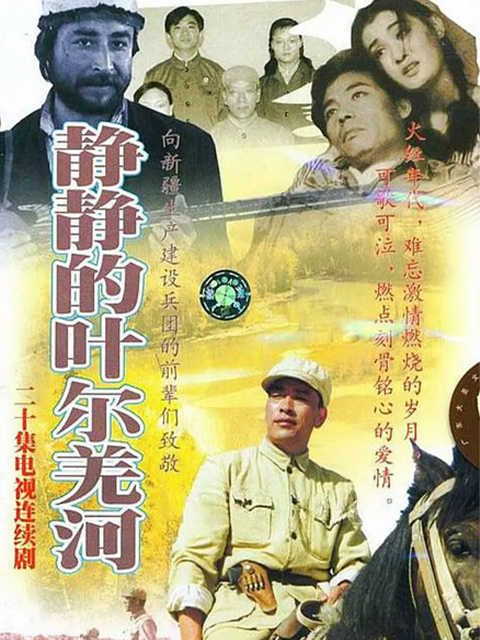 静静的叶尔羌河
二十集电视连续剧
向新疆生产建设兵团的前辈们致敬
火红年代，难忘激情燃烧的岁月。
可歌可泣，燃点刻骨铭心的爱情。